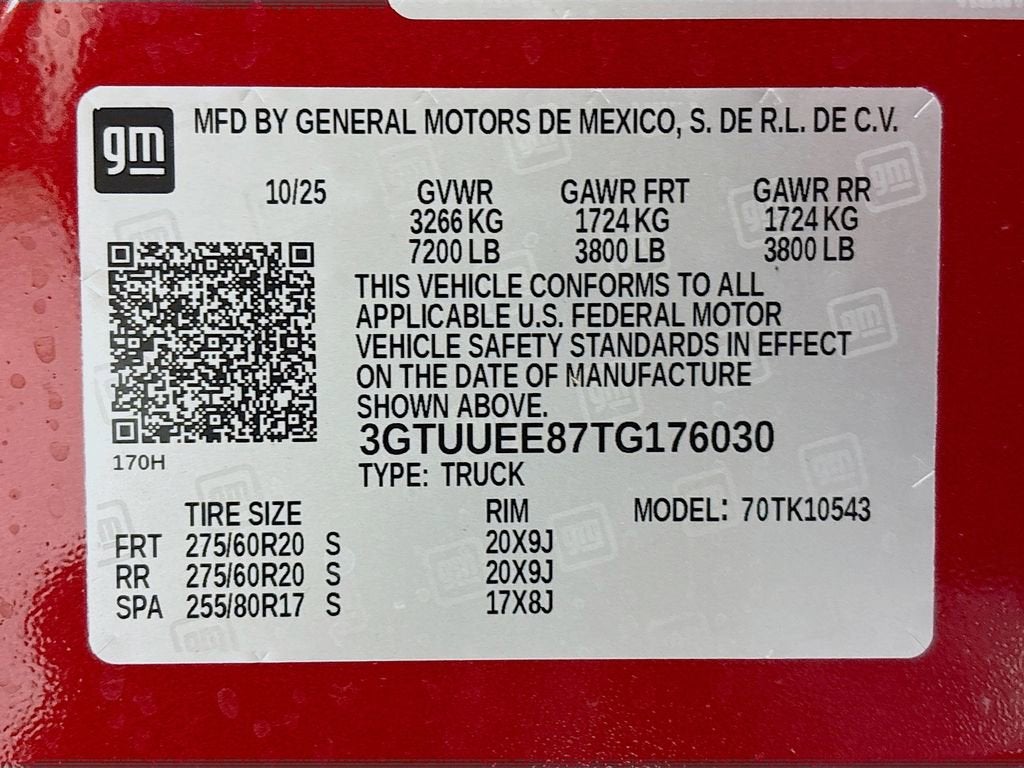 gm
MFD BY GENERAL MOTORS DE MEXICO, S. DE R.L. DE C.V.
10/25 GVWR GAWR FRT GAWR RR
3266 KG 1724 KG 1724 KG
7200 LB 3800 LB 3800 LB
THIS VEHICLE CONFORMS TO ALL
APPLICABLE U.S. FEDERAL MOTOR
VEHICLE SAFETY STANDARDS IN EFFECT
ON THE DATE OF MANUFACTURE
SHOWN ABOVE.
3GTUUEE87TG176030
170H
TYPE: TRUCK
TIRE SIZE RIM MODEL: 70TK10543
FRT 275/60R20 S 20X9J
RR 275/60R20 S 20X9J
SPA 255/80R17 S 17X8J